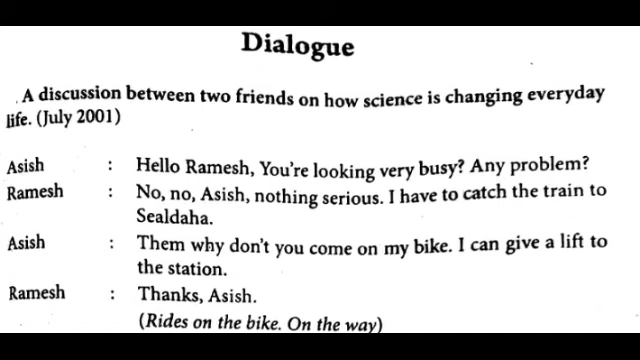 Dialogue
A discussion between two friends on how science is changing everyday
life. (July 2001)
Asish : Hello Ramesh, You're looking very busy? Any problem?
Ramesh : No, no, Asish, nothing serious. I have to catch the train to
Sealdaha.
Asish : Them why don't you come on my bike. I can give a lift to
the station.
Ramesh : Thanks, Asish.
(Rides on the bike. On the way)